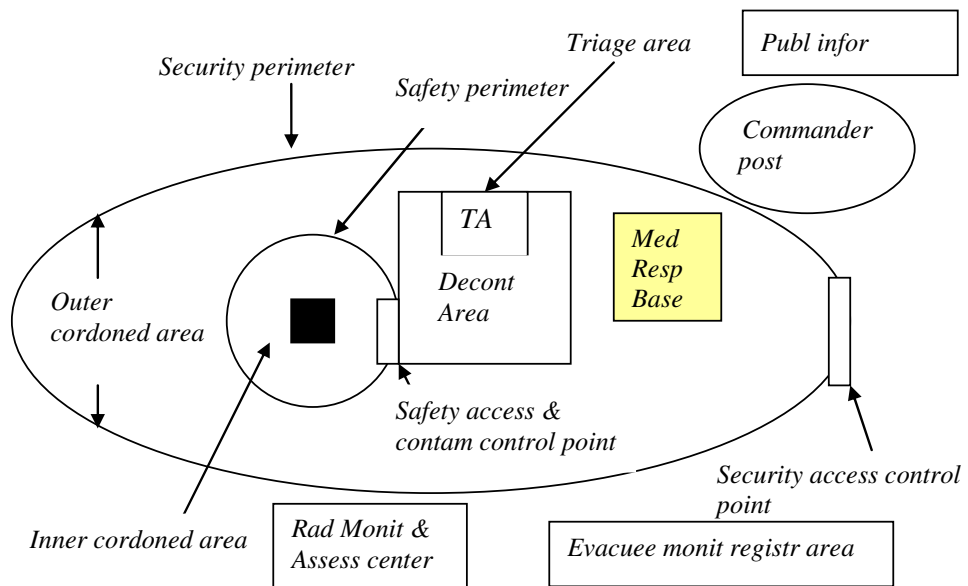 Triage area
Publ infor
Security perimeter
Safety perimeter
Commander
post
TA
Med
Resp
Base
Decont
Area
Outer
cordoned area
Safety access &
contam control point
Security access control
point
Inner cordoned area
Rad Monit &
Assess center
Evacuee monit registr area